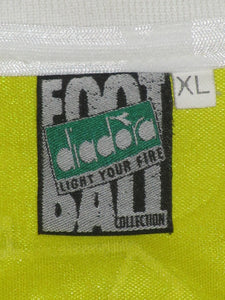 FOOT
XL
diadora
LIGHT YOUR FIRE
BALL
COLLECTION